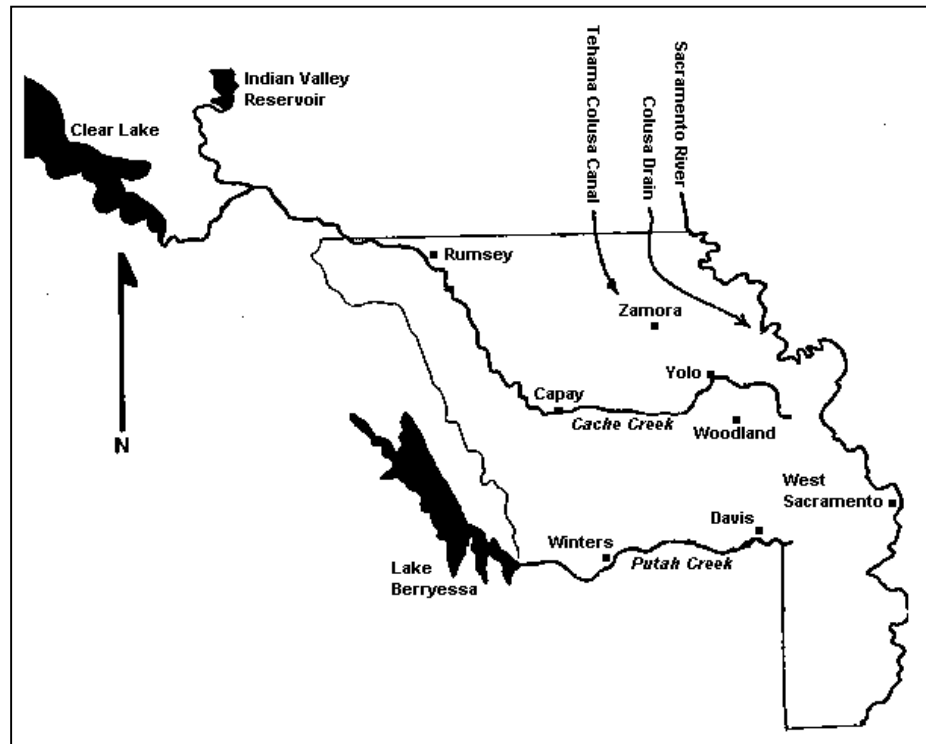 Indian Valley
Reservoir
Clear Lake
Tehama Colusa Canal
Colusa Drain
Sacramento River
Rumsey
Zamora
Yolo
Capay
Cache Creek
Woodland
N
West
Sacramento
Davis
Winters
Putah Creek
Lake
Berryessa